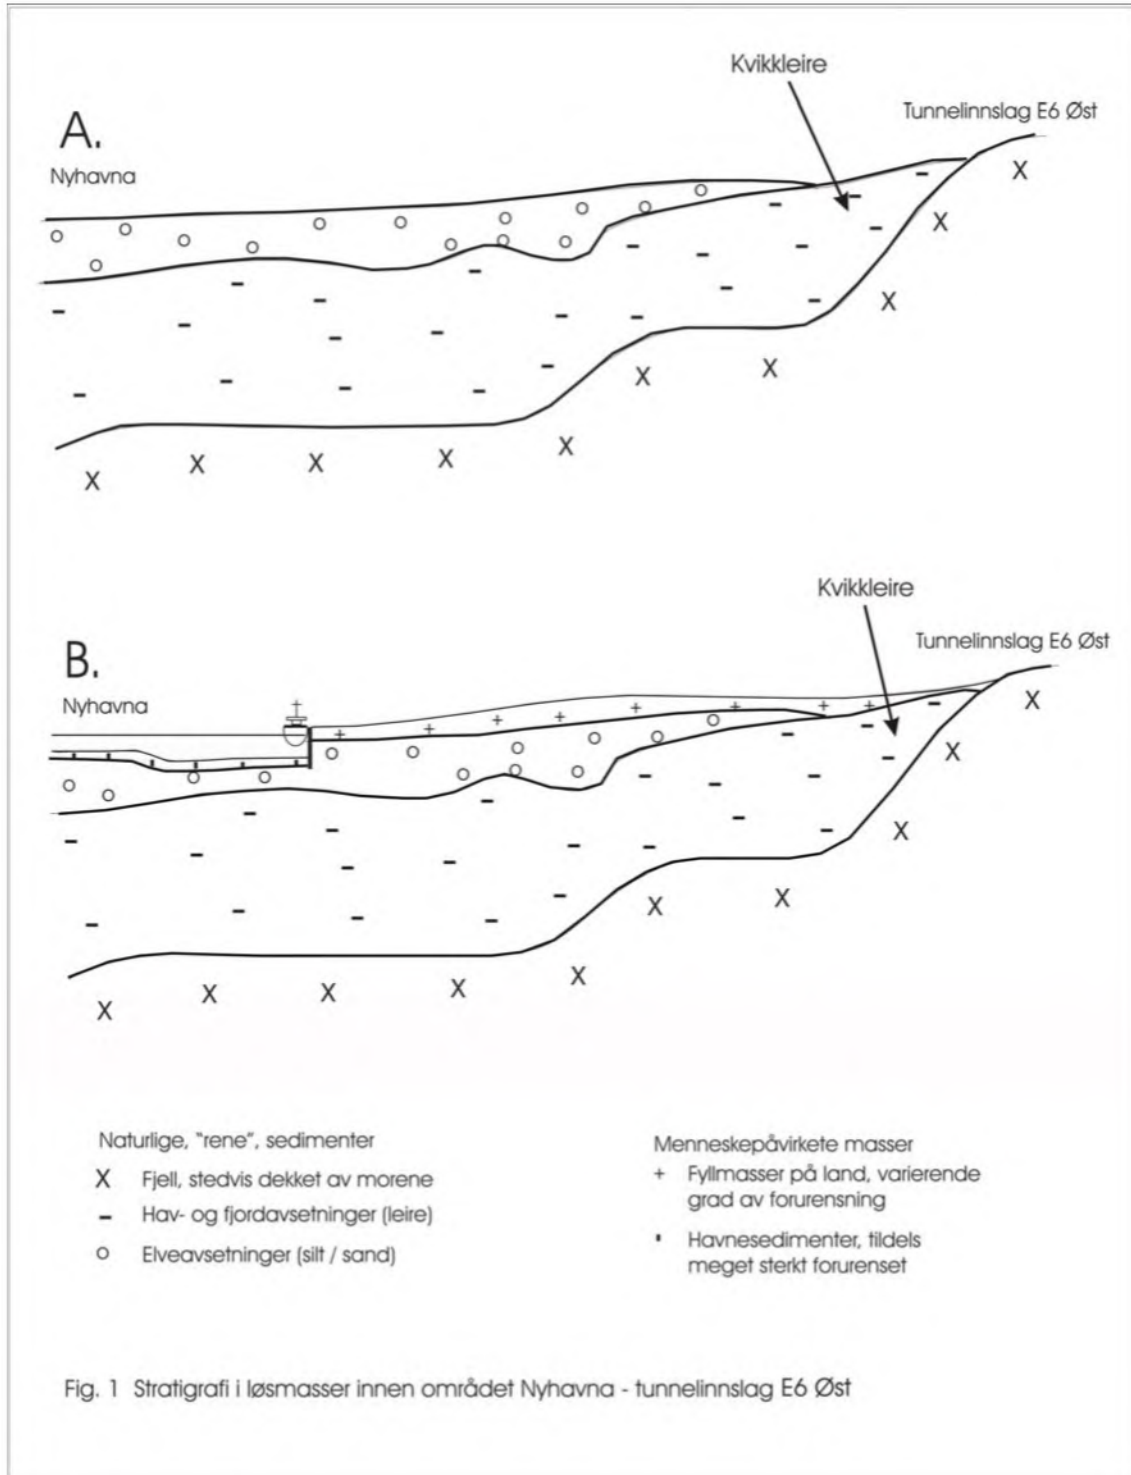 Kvikkleire
Tunnelinnslag E6 Øst
A.
Nyhavna
Kvikkleire
Tunnelinnslag E6 Øst
B.
Nyhavna
Naturlige, "rene", sedimenter
X Fjell, stedvis dekket av morene
- Hav- og fjordavsetninger (leire)
o Elveavsetninger (silt / sand)
Menneskepåvirkete masser
+ Fyllmasser på land, varierende
grad av forurensning
' Havnesedimenter, tildels
meget sterkt forurenset
Fig. 1 Stratigrafi i løsmasser innen området Nyhavna - tunnelinnslag E6 Øst